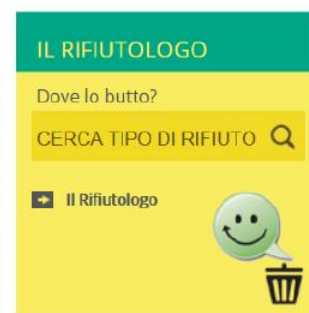 IL RIFIUTOLOGO
Dove lo butto?
CERCA TIPO DI RIFIUTO
Il Rifiutologo